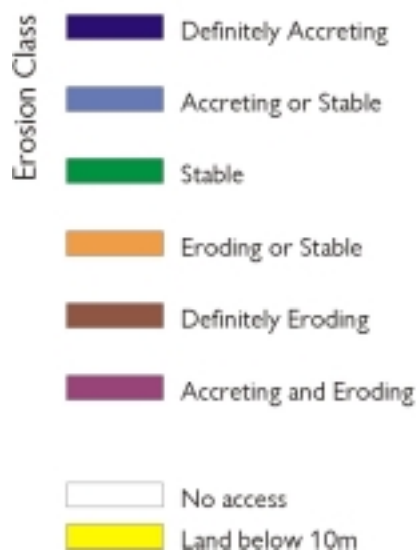 Erosion Class
Definitely Accreting
Accreting or Stable
Stable
Eroding or Stable
Definitely Eroding
Accreting and Eroding
No access
Land below 10m